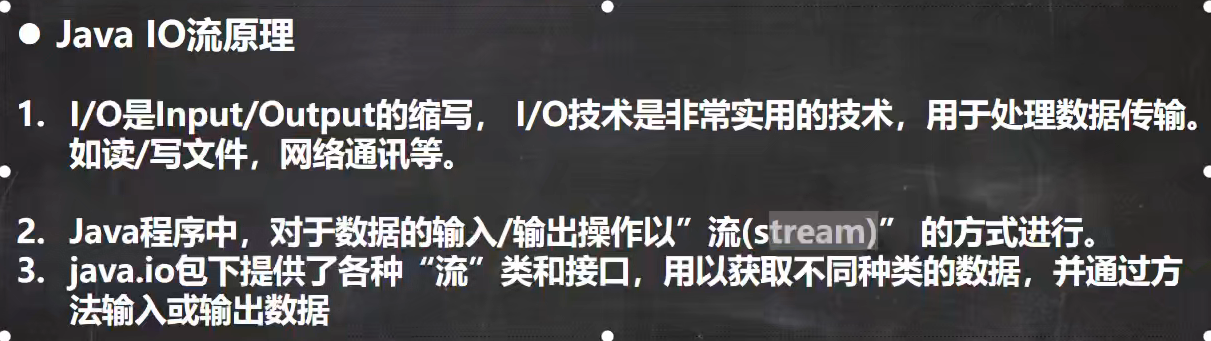 ● Java IO流原理
1. I/O是Input/Output的缩写， I/O技术是非常实用的技术，用于处理数据传输。
如读/写文件，网络通讯等。
2. Java程序中，对于数据的输入/输出操作以”流(stream)” 的方式进行。
3. java.io包下提供了各种“流”类和接口，用以获取不同种类的数据，并通过方
法输入或输出数据